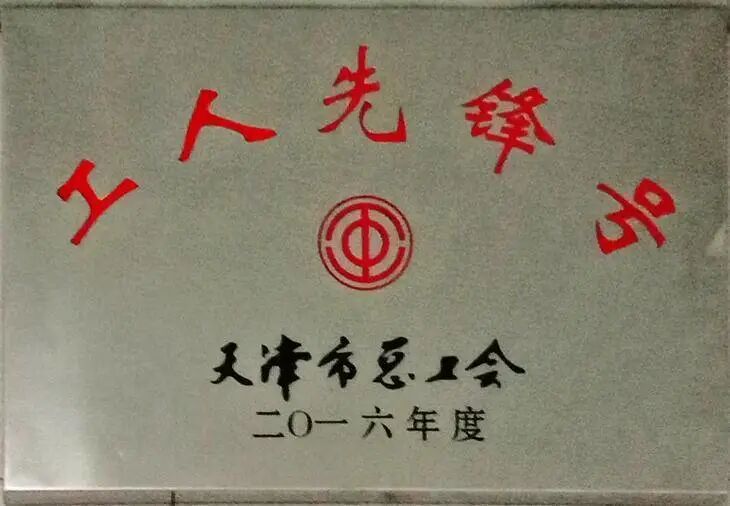 工人先锋号
天津市总工会
二〇一六年度